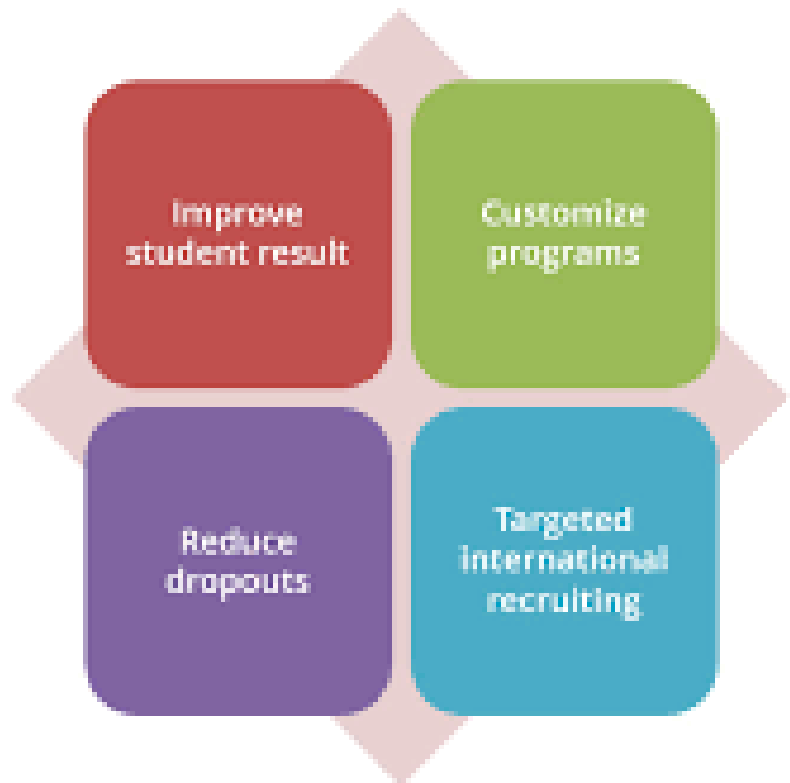 Improve
student result
Customize
programs
Reduce
dropouts
Targeted
international
recruiting